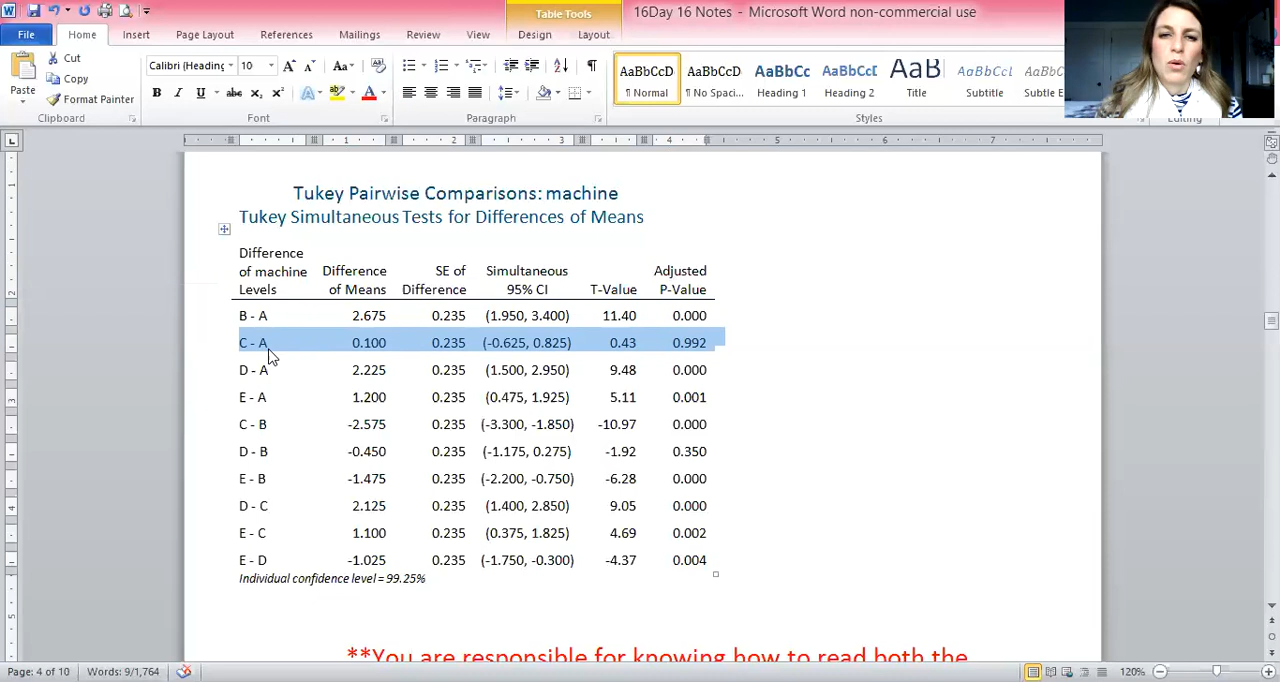 Table Tools
16Day 16 Notes - Microsoft Word non-commercial use
File Home Insert Page Layout References Mailings Review View Design Layout
Paste
Cut
Copy
Format Painter
Clipboard
Calibri (Heading 10
Font
Paragraph
AaBbCcD AaBbCcD AaBbCc AaBbCc AaB AaBbCcD AaBbC
¶ Normal ¶ No Spaci... Heading 1 Heading 2 Title Subtitle Subtle E
Styles
Editing
Tukey Pairwise Comparisons: machine
Tukey Simultaneous Tests for Differences of Means
Difference
of machine Difference SE of Simultaneous Adjusted
Levels of Means Difference 95% CI T-Value P-Value
B - A 2.675 0.235 (1.950, 3.400) 11.40 0.000
C - A 0.100 0.235 (-0.625, 0.825) 0.43 0.992
D - A 2.225 0.235 (1.500, 2.950) 9.48 0.000
E - A 1.200 0.235 (0.475, 1.925) 5.11 0.001
C - B -2.575 0.235 (-3.300, -1.850) -10.97 0.000
D - B -0.450 0.235 (-1.175, 0.275) -1.92 0.350
E - B -1.475 0.235 (-2.200, -0.750) -6.28 0.000
D - C 2.125 0.235 (1.400, 2.850) 9.05 0.000
E - C 1.100 0.235 (0.375, 1.825) 4.69 0.002
E - D -1.025 0.235 (-1.750, -0.300) -4.37 0.004
Individual confidence level = 99.25%
**You are responsible for knowing how to read both the
Page: 4 of 10 Words: 9/1,764 120%